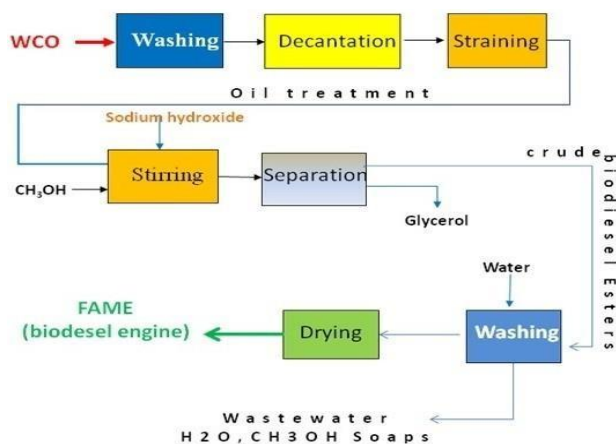 WCO
Washing
Decantation
Straining
Oil treatment
Sodium hydroxide
CH₃OH
Stirring
Separation
crude
biodiesel Esters
Glycerol
Water
FAME
(biodesel engine)
Drying
Washing
Wastewater
H2O,CH3OH Soaps